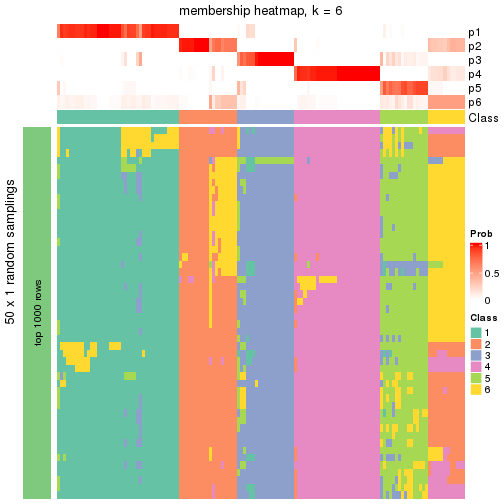 membership heatmap, k = 6
p1
p2
p3
p4
p5
p6
Class
50 x 1 random samplings
top 1000 rows
Prob
1
0.5
0
Class
1
2
3
4
5
6